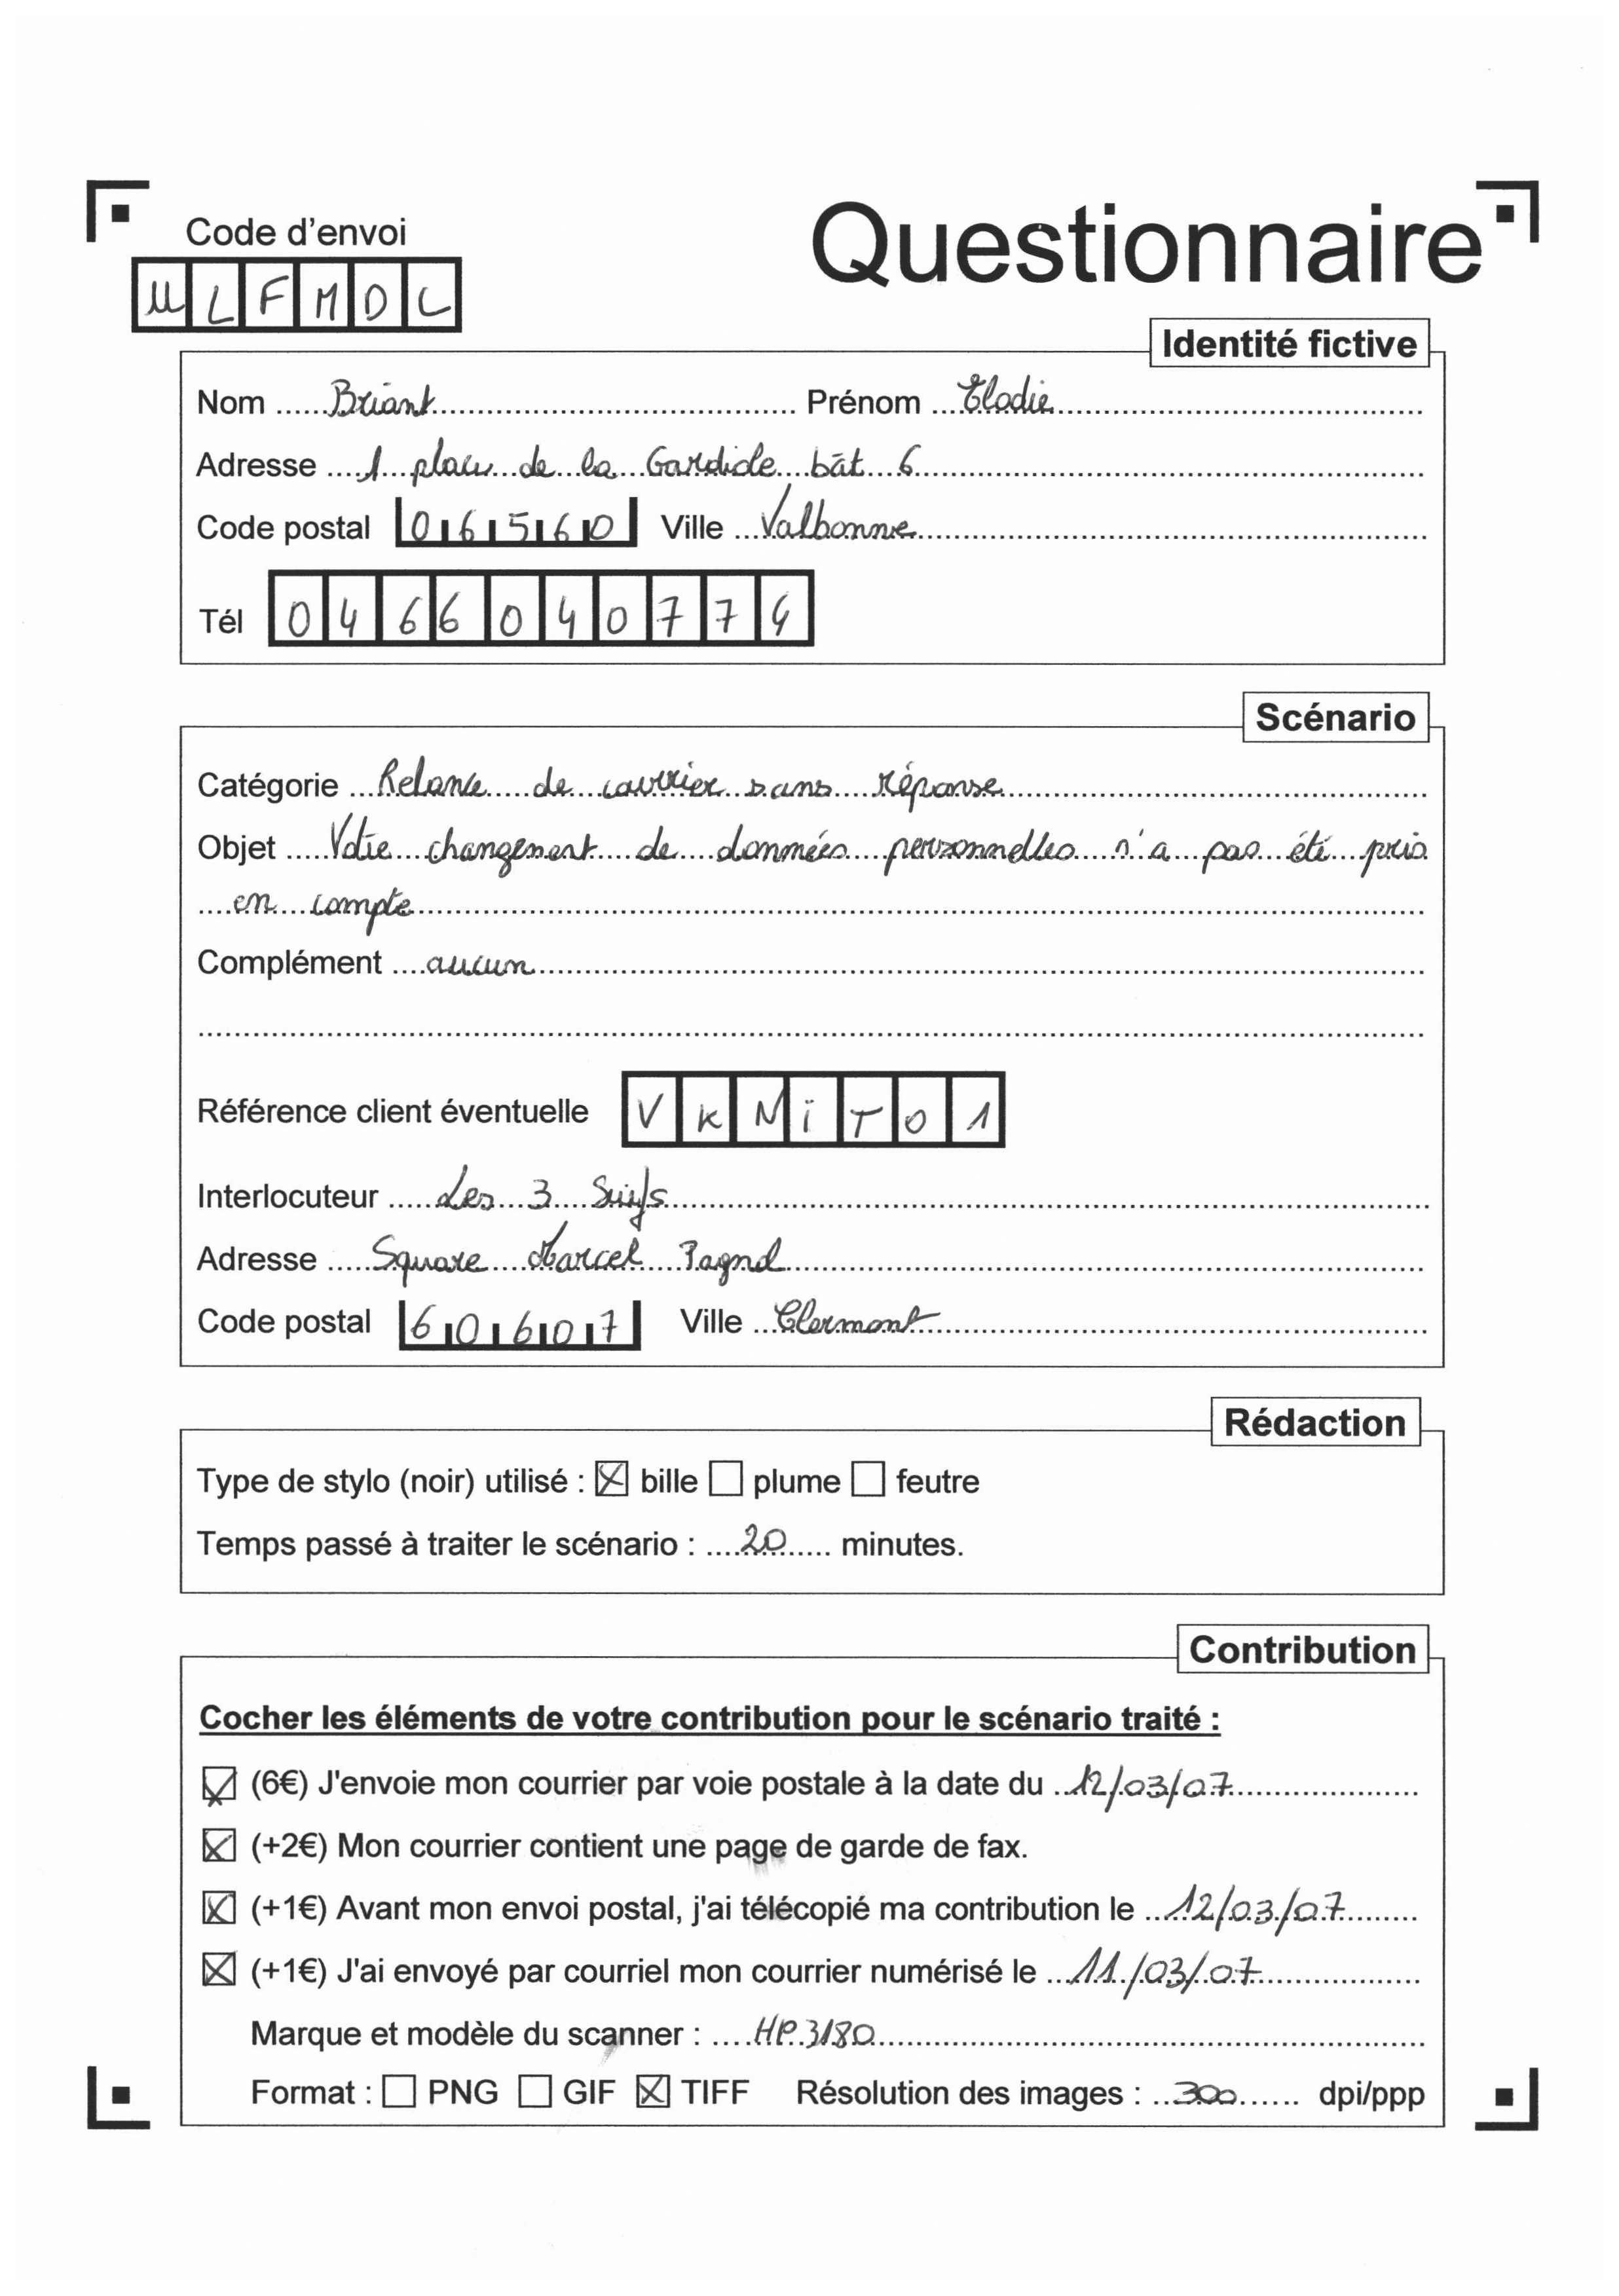 Questionnaire
Code d'envoi
M L F M D L
Identité fictive
Nom Briant Prénom Elodie
Adresse 1 place de la Gardiole bât 6
Code postal 06560 Ville Valbonne
Tél 046604077
Scénario
Catégorie Relance de courrier sans réponse
Objet Votre changement de données personnelles n'a pas été pris
en compte
Complément aucun
Référence client éventuelle V K N i T 0 1
Interlocuteur Les 3 Suiys
Adresse Square Marcel Pagnol
Code postal 60607 Ville Clermont
Rédaction
Type de stylo (noir) utilisé : bille plume feutre
Temps passé à traiter le scénario : 20 minutes.
Contribution
Cocher les éléments de votre contribution pour le scénario traité :
(6€) J'envoie mon courrier par voie postale à la date du 12/03/07
(+2€) Mon courrier contient une page de garde de fax.
(+1€) Avant mon envoi postal, j'ai télécopié ma contribution le 12/03/07
(+1€) J'ai envoyé par courriel mon courrier numérisé le 11/03/07
Marque et modèle du scanner : HP 3180
Format : PNG GIF TIFF Résolution des images : 300 dpi/ppp